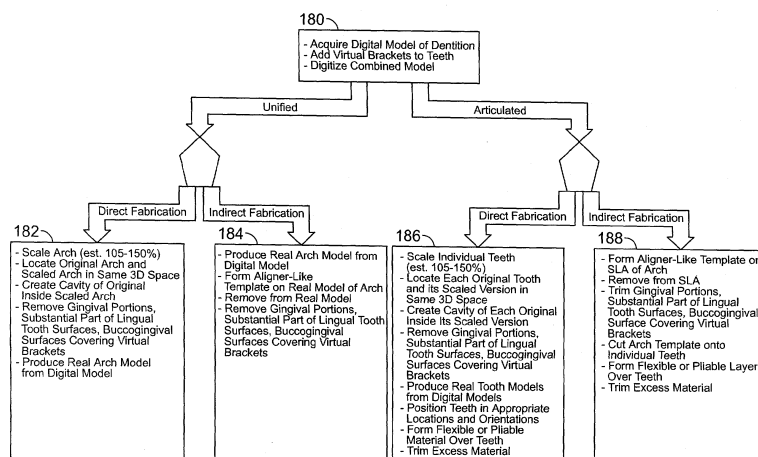 180
- Acquire Digital Model of Dentition
- Add Virtual Brackets to Teeth
- Digitize Combined Model
Unified
Articulated
Direct Fabrication
Indirect Fabrication
Direct Fabrication
Indirect Fabrication
182
- Scale Arch (est. 105-150%)
- Locate Original Arch and
Scaled Arch in Same 3D Space
- Create Cavity of Original
Inside Scaled Arch
- Remove Gingival Portions,
Substantial Part of Lingual
Tooth Surfaces, Buccogingival
Surfaces Covering Virtual
Brackets
- Produce Real Arch Model
from Digital Model
184
- Produce Real Arch Model from
Digital Model
- Form Aligner-Like
Template on Real Model of Arch
- Remove from Real Model
- Remove Gingival Portions,
Substantial Part of Lingual Tooth
Surfaces, Buccogingival
Surfaces Covering Virtual
Brackets
186
- Scale Individual Teeth
(est. 105-150%)
- Locate Each Original Tooth
and its Scaled Version in
Same 3D Space
- Create Cavity of Each Original
Inside Its Scaled Version
- Remove Gingival Portions,
Substantial Part of Lingual
Tooth Surfaces, Buccogingival
Surfaces Covering Virtual
Brackets
- Produce Real Tooth Models
from Digital Models
- Position Teeth in Appropriate
Locations and Orientations
- Form Flexible or Pliable
Material Over Teeth
- Trim Excess Material
188
- Form Aligner-Like Template on
SLA of Arch
- Remove from SLA
- Trim Gingival Portions,
Substantial Part of Lingual
Tooth Surfaces, Buccogingival
Surface Covering Virtual
Brackets
- Cut Arch Template onto
Individual Teeth
- Form Flexible or Pliable Layer
Over Teeth
- Trim Excess Material